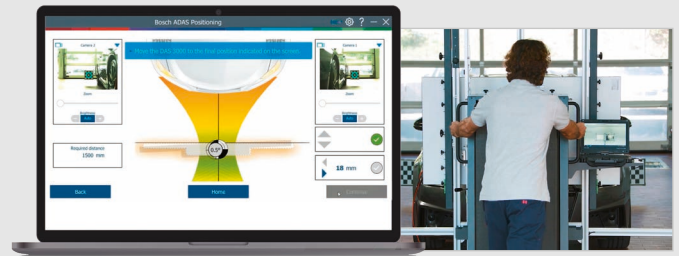 Bosch ADAS Positioning
?
Camera 2
Move the DAS 3000 to the final position indicated on the screen.
Camera 1
Zoom
Zoom
Brightness
Brightness
Required distance
1500 mm
0.5°
18 mm
Back
Home
Continue